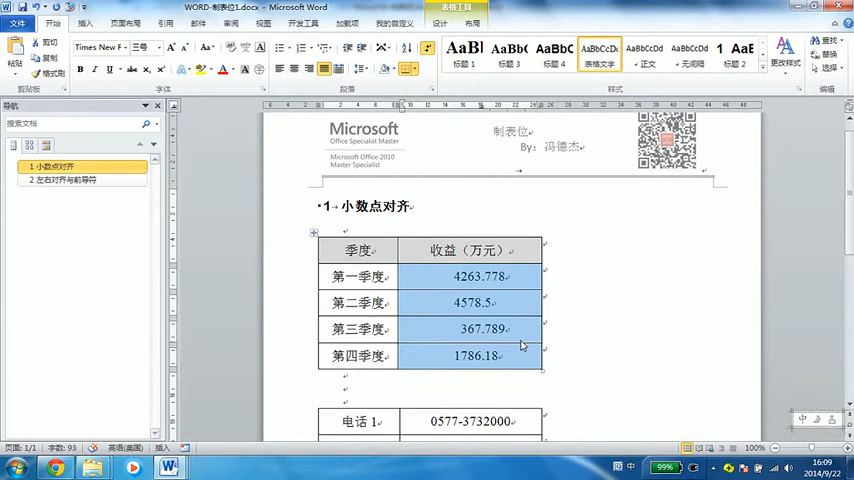 WORD-制表位1.docx - Microsoft Word
表格工具
文件 开始 插入 页面布局 引用 邮件 审阅 视图 开发工具 加载项 我的自定义 设计 布局
粘贴 剪切 复制 格式刷
Times New F 三号
AaBl AaBb( AaBbC AaBbCcDd AaBbCcDd AaBbCcDd 1 AaB
标题 1 标题 3 标题 4 表格文字 正文 无间隔 标题 2 更改样式
查找 替换 选择
剪贴板 字体 段落 样式 编辑
导航
搜索文档
1 小数点对齐
2 左右对齐与前导符
Microsoft
Office Specialist Master
Microsoft Office 2010
Master Specialist
制表位
By：冯德杰
1 小数点对齐
季度 收益（万元）
第一季度 4263.778
第二季度 4578.5
第三季度 367.789
第四季度 1786.18
电话 1 0577-3732000
页面: 1/1 字数: 93 英语(美国) 插入 100%
中
99%
中
16:09
2014/9/22